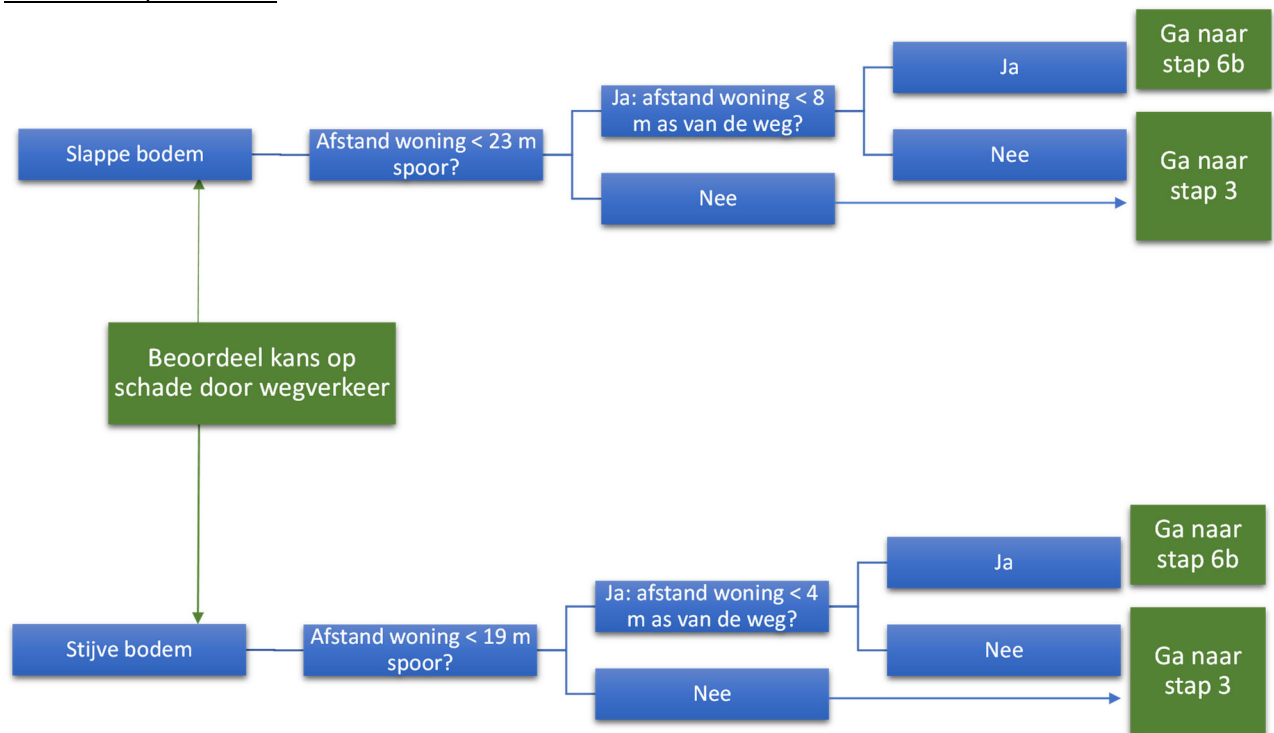 Ga naar
stap 6b
Ja
Ja: afstand woning < 8
m as van de weg?
Slappe bodem
Afstand woning < 23 m
spoor?
Nee
Ga naar
stap 3
Nee
Beoordeel kans op
schade door wegverkeer
Ga naar
stap 6b
Ja
Ja: afstand woning < 4
m as van de weg?
Stijve bodem
Afstand woning < 19 m
spoor?
Nee
Ga naar
stap 3
Nee